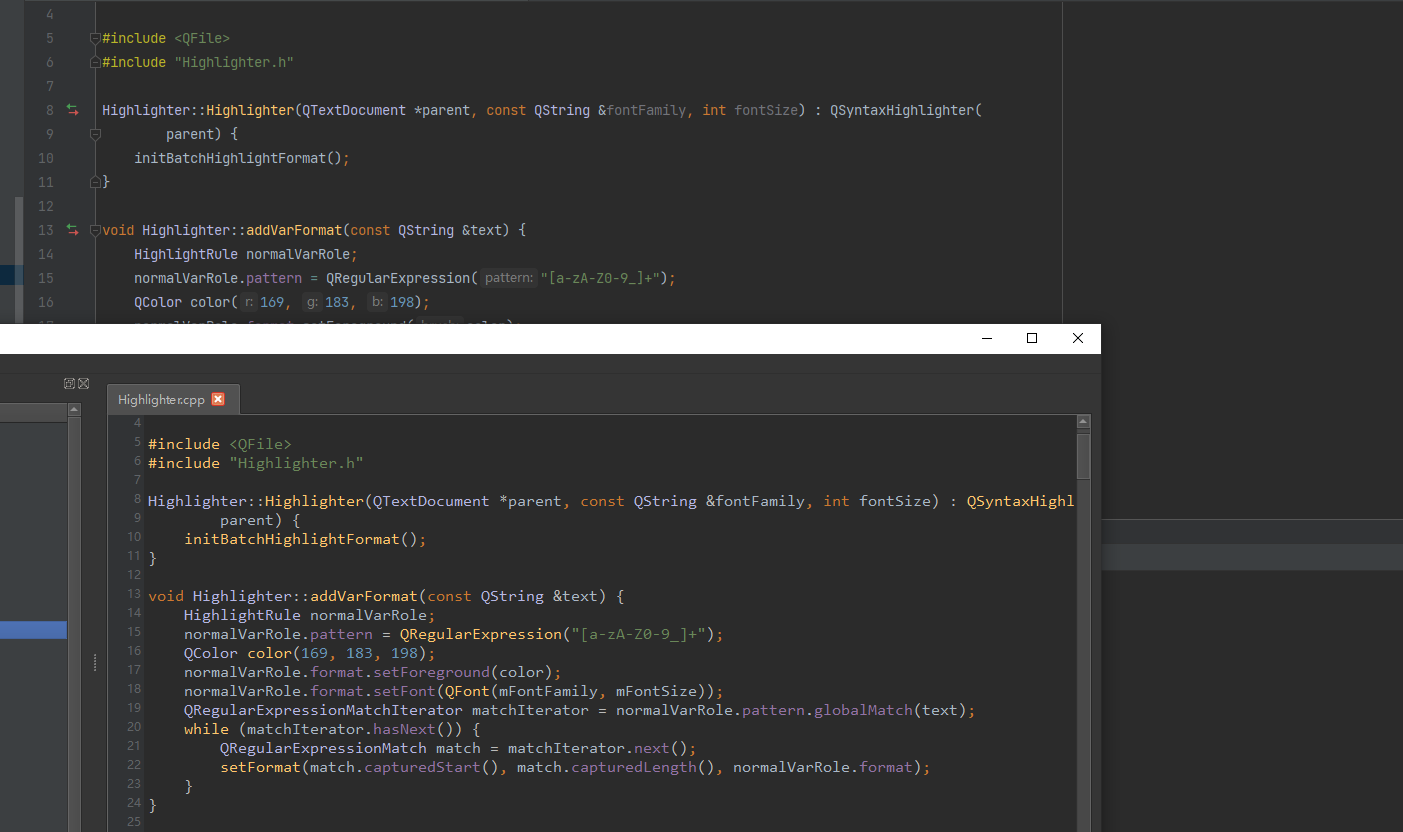 4
5 #include <QFile>
6 #include "Highlighter.h"
7
8 Highlighter::Highlighter(QTextDocument *parent, const QString &fontFamily, int fontSize) : QSyntaxHighlighter(
9 parent) {
10 initBatchHighlightFormat();
11 }
12
13 void Highlighter::addVarFormat(const QString &text) {
14 HighlightRule normalVarRole;
15 normalVarRole.pattern = QRegularExpression( pattern: "[a-zA-Z0-9_]+");
16 QColor color( r: 169, g: 183, b: 198);
Highlighter.cpp
4
5 #include <QFile>
6 #include "Highlighter.h"
7
8 Highlighter::Highlighter(QTextDocument *parent, const QString &fontFamily, int fontSize) : QSyntaxHighl
9 parent) {
10 initBatchHighlightFormat();
11 }
12
13 void Highlighter::addVarFormat(const QString &text) {
14 HighlightRule normalVarRole;
15 normalVarRole.pattern = QRegularExpression("[a-zA-Z0-9_]+");
16 QColor color(169, 183, 198);
17 normalVarRole.format.setForeground(color);
18 normalVarRole.format.setFont(QFont(mFontFamily, mFontSize));
19 QRegularExpressionMatchIterator matchIterator = normalVarRole.pattern.globalMatch(text);
20 while (matchIterator.hasNext()) {
21 QRegularExpressionMatch match = matchIterator.next();
22 setFormat(match.capturedStart(), match.capturedLength(), normalVarRole.format);
23 }
24 }
25